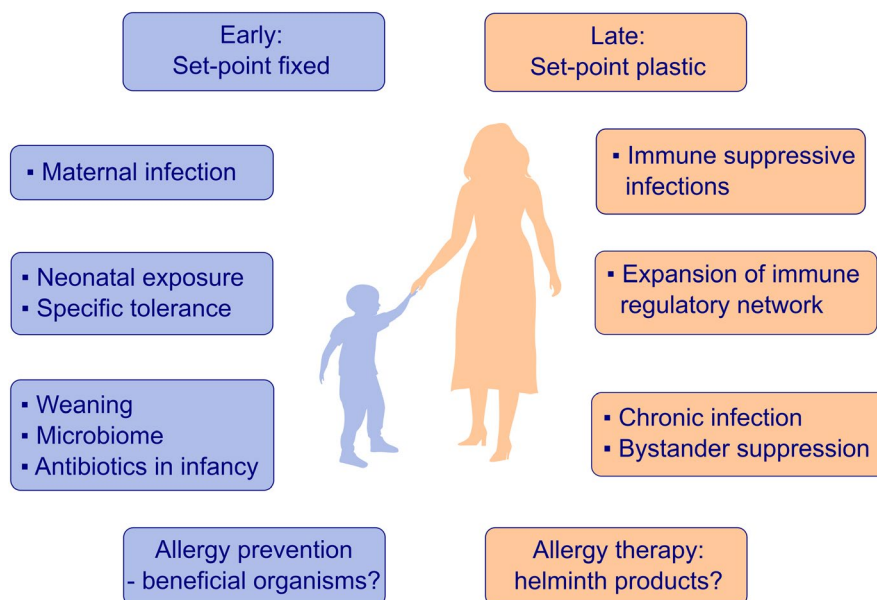 Early:
Set-point fixed
Late:
Set-point plastic
▪ Maternal infection
▪ Immune suppressive
infections
▪ Neonatal exposure
▪ Specific tolerance
▪ Expansion of immune
regulatory network
▪ Weaning
▪ Microbiome
▪ Antibiotics in infancy
▪ Chronic infection
▪ Bystander suppression
Allergy prevention
- beneficial organisms?
Allergy therapy:
helminth products?